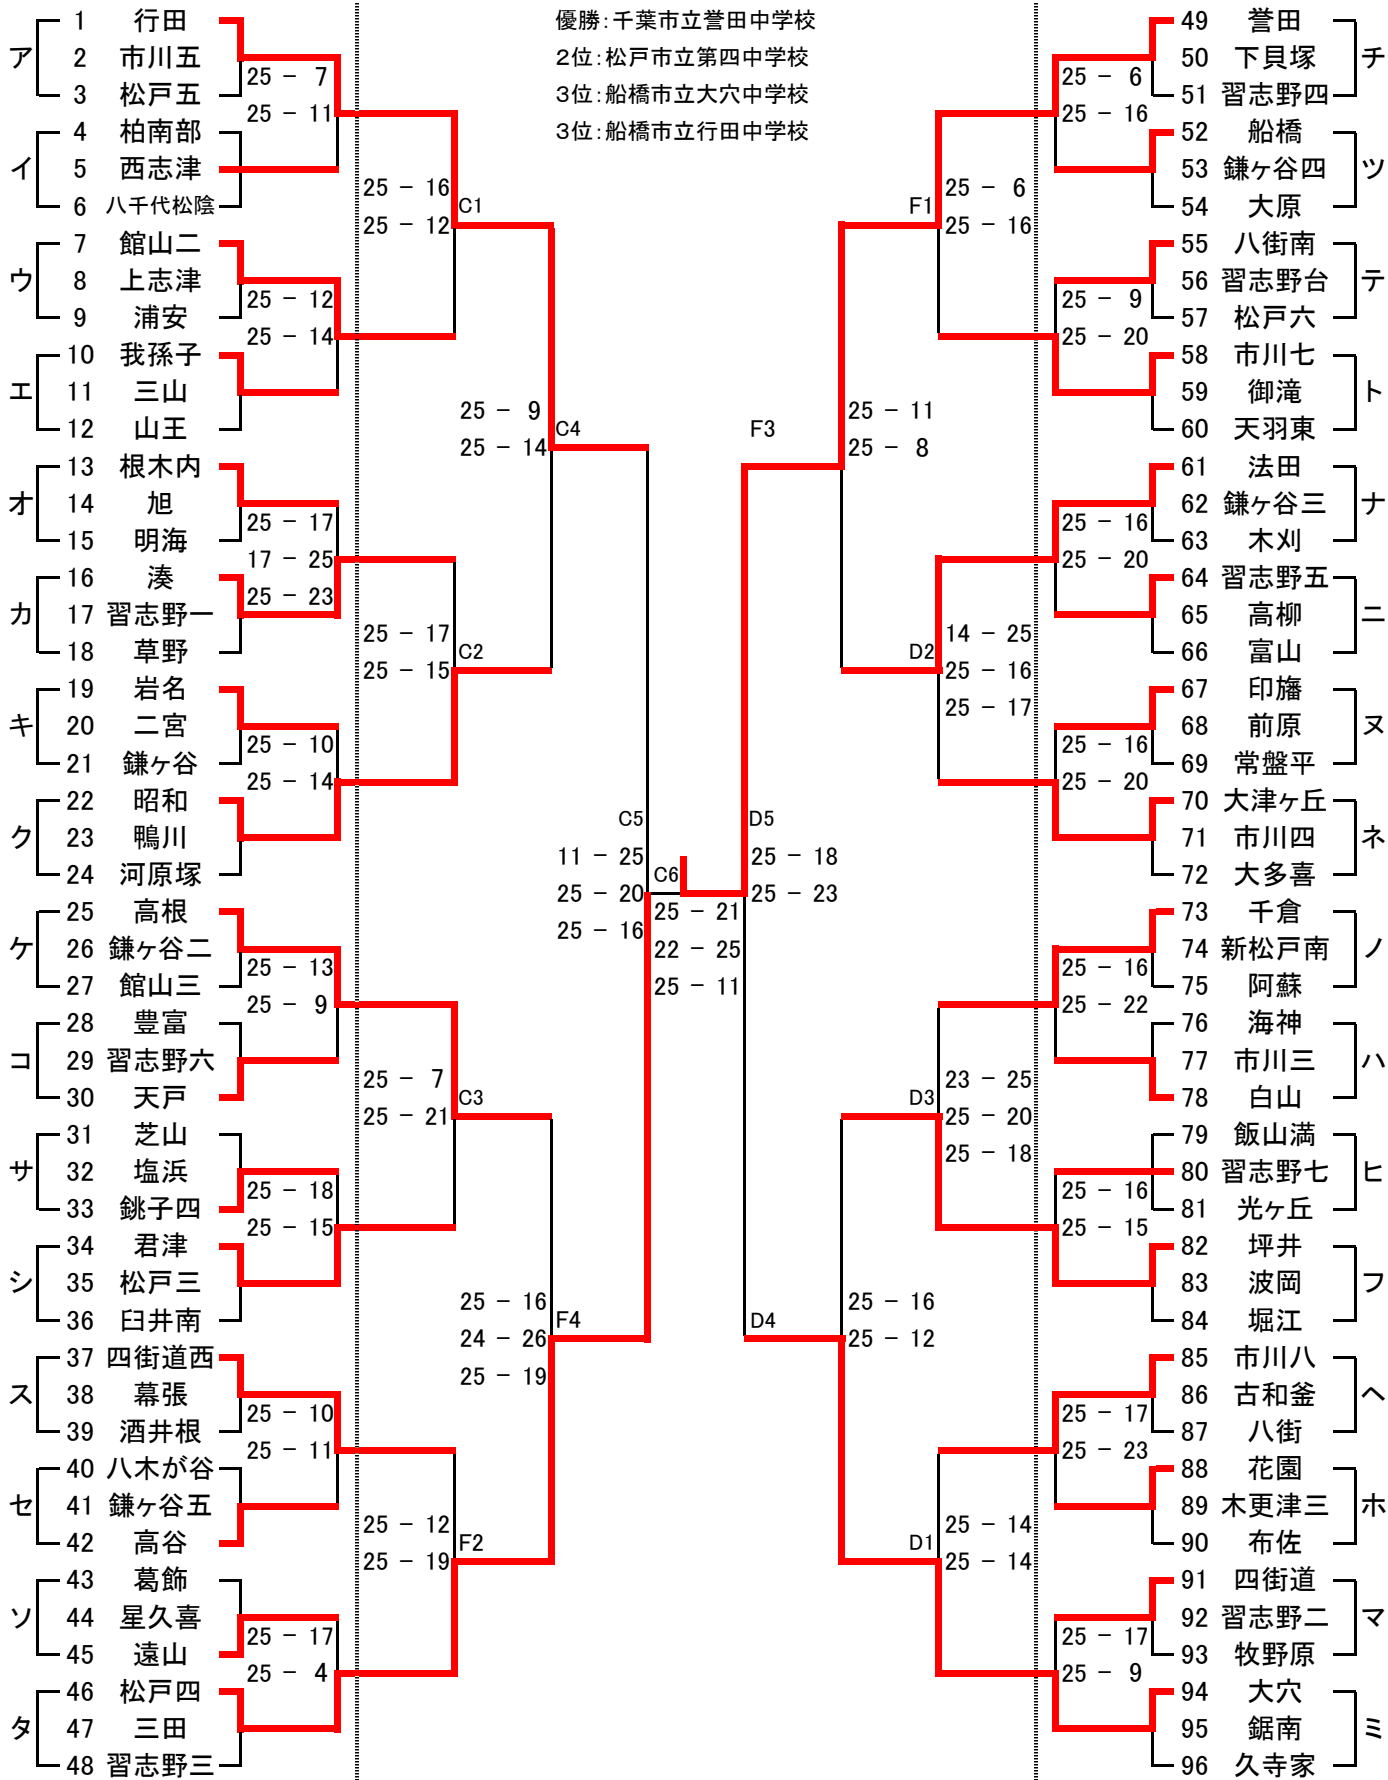 優勝：千葉市立誉田中学校
2位：松戸市立第四中学校
3位：船橋市立大穴中学校
3位：船橋市立行田中学校
ア
1 行田
2 市川五
3 松戸五
25 － 7
25 － 11
イ
4 柏南部
5 西志津
6 八千代松陰
25 － 16
25 － 12
C1
ウ
7 館山二
8 上志津
9 浦安
25 － 12
25 － 14
エ
10 我孫子
11 三山
12 山王
25 － 9
25 － 14
C4
オ
13 根木内
14 旭
15 明海
25 － 17
17 － 25
25 － 23
カ
16 湊
17 習志野一
18 草野
25 － 17
25 － 15
C2
キ
19 岩名
20 二宮
21 鎌ヶ谷
25 － 10
25 － 14
ク
22 昭和
23 鴨川
24 河原塚
C5
11 － 25
25 － 20
25 － 16
C6
25 － 21
22 － 25
25 － 11
ケ
25 高根
26 鎌ヶ谷二
27 館山三
25 － 13
25 － 9
コ
28 豊富
29 習志野六
30 天戸
25 － 7
25 － 21
C3
サ
31 芝山
32 塩浜
33 銚子四
25 － 18
25 － 15
シ
34 君津
35 松戸三
36 臼井南
25 － 16
24 － 26
25 － 19
F4
ス
37 四街道西
38 幕張
39 酒井根
25 － 10
25 － 11
セ
40 八木が谷
41 鎌ヶ谷五
42 高谷
25 － 12
25 － 19
F2
ソ
43 葛飾
44 星久喜
45 遠山
25 － 17
25 － 4
タ
46 松戸四
47 三田
48 習志野三
49 誉田
50 下貝塚
51 習志野四
チ
25 － 6
25 － 16
52 船橋
53 鎌ヶ谷四
54 大原
ツ
F1
25 － 6
25 － 16
55 八街南
56 習志野台
57 松戸六
テ
25 － 9
25 － 20
58 市川七
59 御滝
60 天羽東
ト
F3
25 － 11
25 － 8
61 法田
62 鎌ヶ谷三
63 木刈
ナ
25 － 16
25 － 20
64 習志野五
65 高柳
66 富山
ニ
D2
14 － 25
25 － 16
25 － 17
67 印旛
68 前原
69 常盤平
ヌ
25 － 16
25 － 20
70 大津ヶ丘
71 市川四
72 大多喜
ネ
D5
25 － 18
25 － 23
73 千倉
74 新松戸南
75 阿蘇
ノ
25 － 16
25 － 22
76 海神
77 市川三
78 白山
ハ
D3
23 － 25
25 － 20
25 － 18
79 飯山満
80 習志野七
81 光ヶ丘
ヒ
25 － 16
25 － 15
82 坪井
83 波岡
84 堀江
フ
D4
25 － 16
25 － 12
85 市川八
86 古和釜
87 八街
ヘ
25 － 17
25 － 23
88 花園
89 木更津三
90 布佐
ホ
D1
25 － 14
25 － 14
91 四街道
92 習志野二
93 牧野原
マ
25 － 17
25 － 9
94 大穴
95 鋸南
96 久寺家
ミ